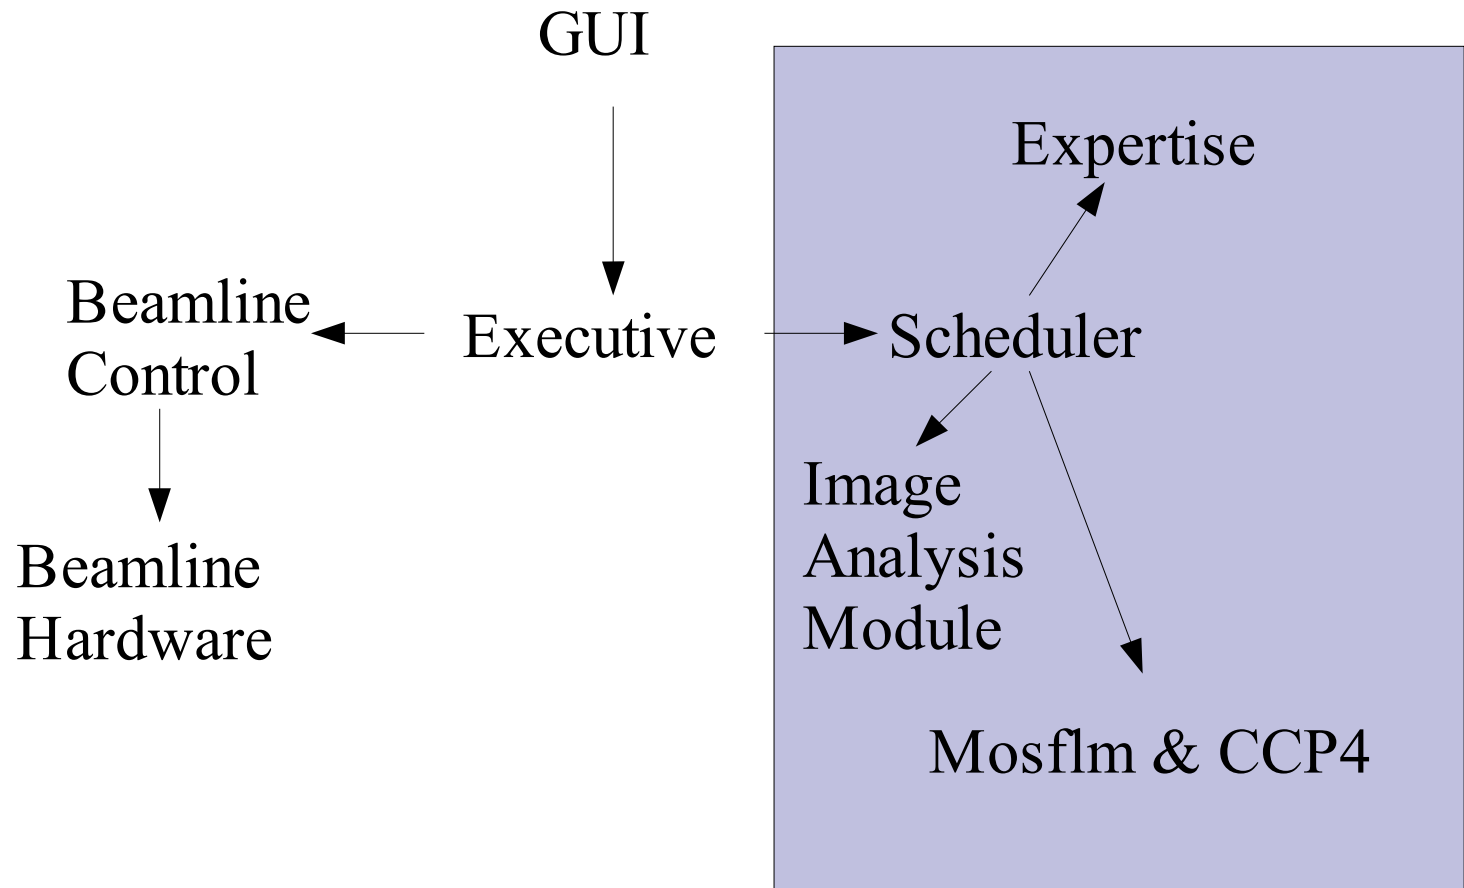 GUI
Expertise
Beamline
Control
Executive
Scheduler
Image
Analysis
Module
Beamline
Hardware
Mosflm & CCP4